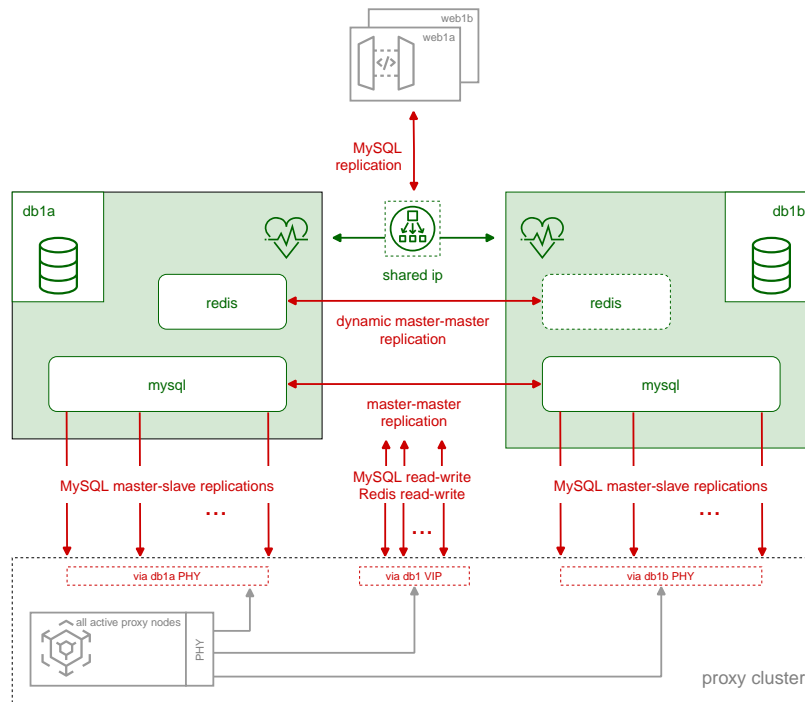 web1b
web1a
</>
MySQL
replication
db1a
db1b
shared ip
redis
redis
dynamic master-master
replication
mysql
mysql
master-master
replication
MySQL master-slave replications
...
MySQL read-write
Redis read-write
...
MySQL master-slave replications
...
via db1a PHY
via db1 VIP
via db1b PHY
all active proxy nodes
PHY
proxy cluster